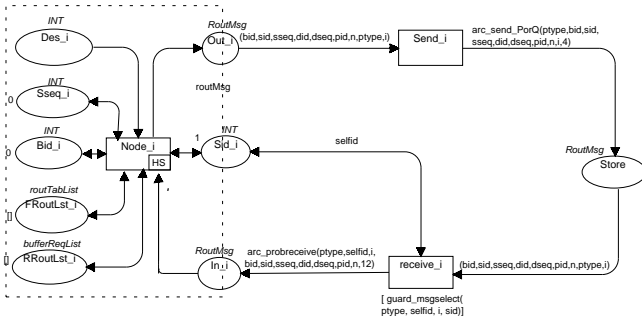 INT
Des_i
RoutMsg
Out_i
(bid,sid,sseq,did,dseq,pid,n,ptype,i)
Send_i
arc_send_PorQ(ptype,bid,sid,
sseq,did,dseq,pid,n,i,4)
INT
Sseq_i
0
routMsg
INT
Bid_i
0
Node_i
HS
1
INT
Sid_i
selfid
RoutMsg
Store
routTabList
FRoutLst_i
[]
bufferReqList
RRoutLst_i
[]
RoutMsg
In_i
arc_probreceive(ptype,selfid,i,
bid,sid,sseq,did,dseq,pid,n,12)
receive_i
(bid,sid,sseq,did,dseq,pid,n,ptype,i)
[ guard_msgselect(
ptype, selfid, i, sid)]